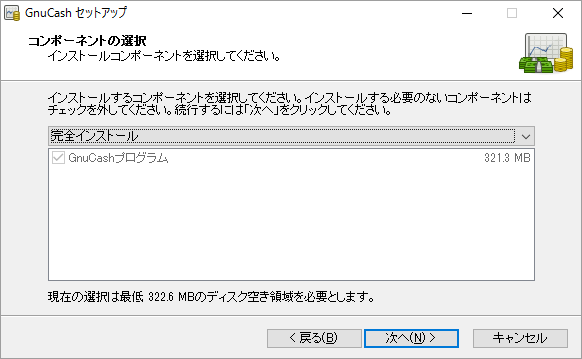 GnuCash セットアップ
コンポーネントの選択
インストールコンポーネントを選択してください。
インストールするコンポーネントを選択してください。インストールする必要のないコンポーネントは
チェックを外してください。続行するには「次へ」をクリックしてください。
完全インストール
GnuCashプログラム 321.3 MB
現在の選択は最低 322.6 MBのディスク空き領域を必要とします。
< 戻る(B) 次へ(N) > キャンセル